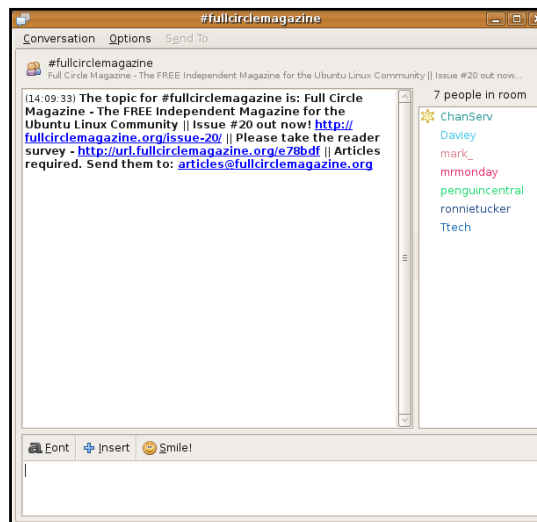 #fullcirclemagazine
Conversation Options Send To
#fullcirclemagazine
Full Circle Magazine - The FREE Independent Magazine for the Ubuntu Linux Community || Issue #20 out now...
(14:09:33) The topic for #fullcirclemagazine is: Full Circle
Magazine - The FREE Independent Magazine for the
Ubuntu Linux Community || Issue #20 out now! http://
fullcirclemagazine.org/issue-20/ || Please take the reader
survey - http://url.fullcirclemagazine.org/e78bdf || Articles
required. Send them to: articles@fullcirclemagazine.org
7 people in room
ChanServ
Daviey
mark_
mrmonday
penguincentral
ronnietucker
Ttech
Font Insert Smile!